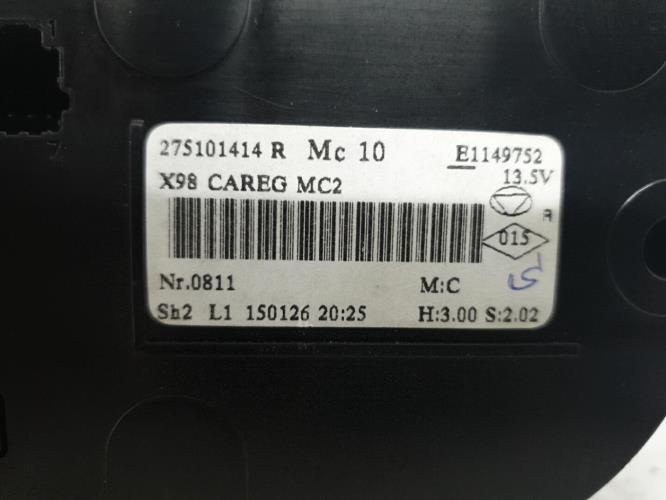 275101414 R Mc 10 E1149752
X98 CAREG MC2 13.5V
A
015
Nr.0811 M:C
Sh2 L1 150126 20:25 H:3.00 S:2.02